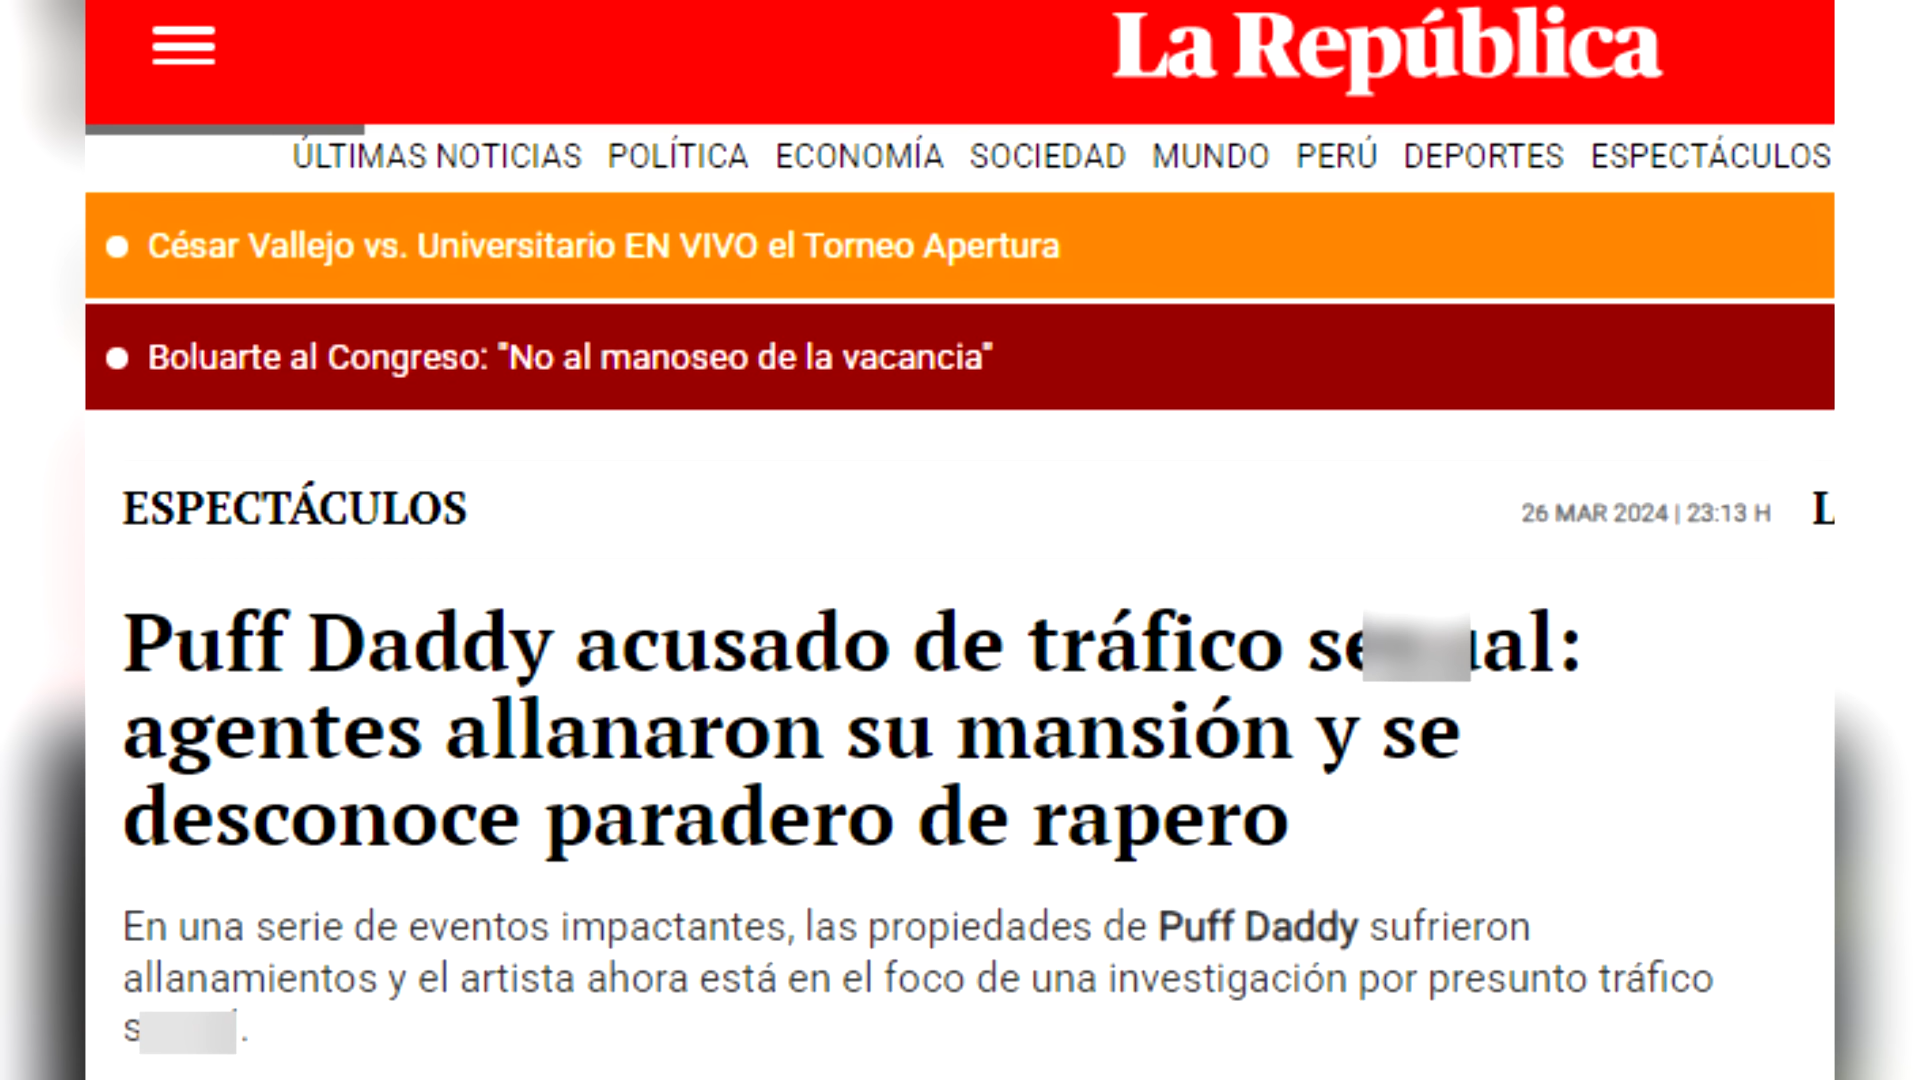 La República
ÚLTIMAS NOTICIAS POLÍTICA ECONOMÍA SOCIEDAD MUNDO PERÚ DEPORTES ESPECTÁCULOS
César Vallejo vs. Universitario EN VIVO el Torneo Apertura
Boluarte al Congreso: "No al manoseo de la vacancia"
ESPECTÁCULOS 26 MAR 2024 | 23:13 H L
Puff Daddy acusado de tráfico
agentes allanaron su mansión y se
desconoce paradero de rapero
En una serie de eventos impactantes, las propiedades de Puff Daddy sufrieron
allanamientos y el artista ahora está en el foco de una investigación por presunto tráfico